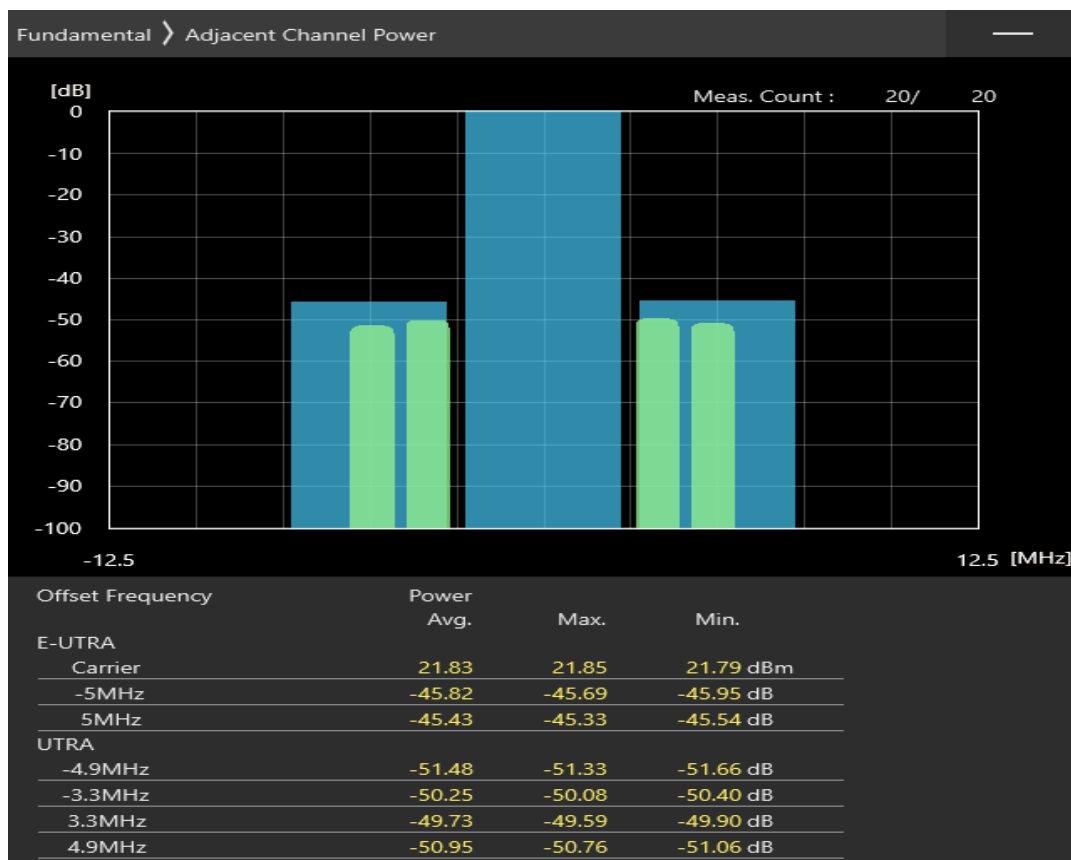 Fundamental ❯ Adjacent Channel Power
[dB]
Meas. Count : 20/ 20
0
-10
-20
-30
-40
-50
-60
-70
-80
-90
-100
-12.5 12.5 [MHz]
Offset Frequency Power
Avg. Max. Min.
E-UTRA
Carrier 21.83 21.85 21.79 dBm
-5MHz -45.82 -45.69 -45.95 dB
5MHz -45.43 -45.33 -45.54 dB
UTRA
-4.9MHz -51.48 -51.33 -51.66 dB
-3.3MHz -50.25 -50.08 -50.40 dB
3.3MHz -49.73 -49.59 -49.90 dB
4.9MHz -50.95 -50.76 -51.06 dB